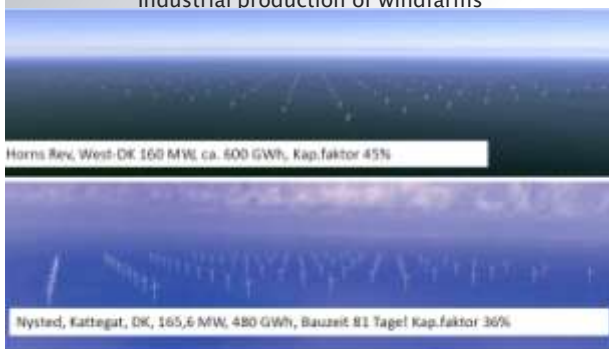 Industrial production of windfarms
Horns Rev, West-DK 160 MW, ca. 600 GWh, Kap.faktor 45%
Nysted, Kattegat, DK, 165,6 MW, 480 GWh, Bauzeit 81 Tage! Kap.faktor 36%